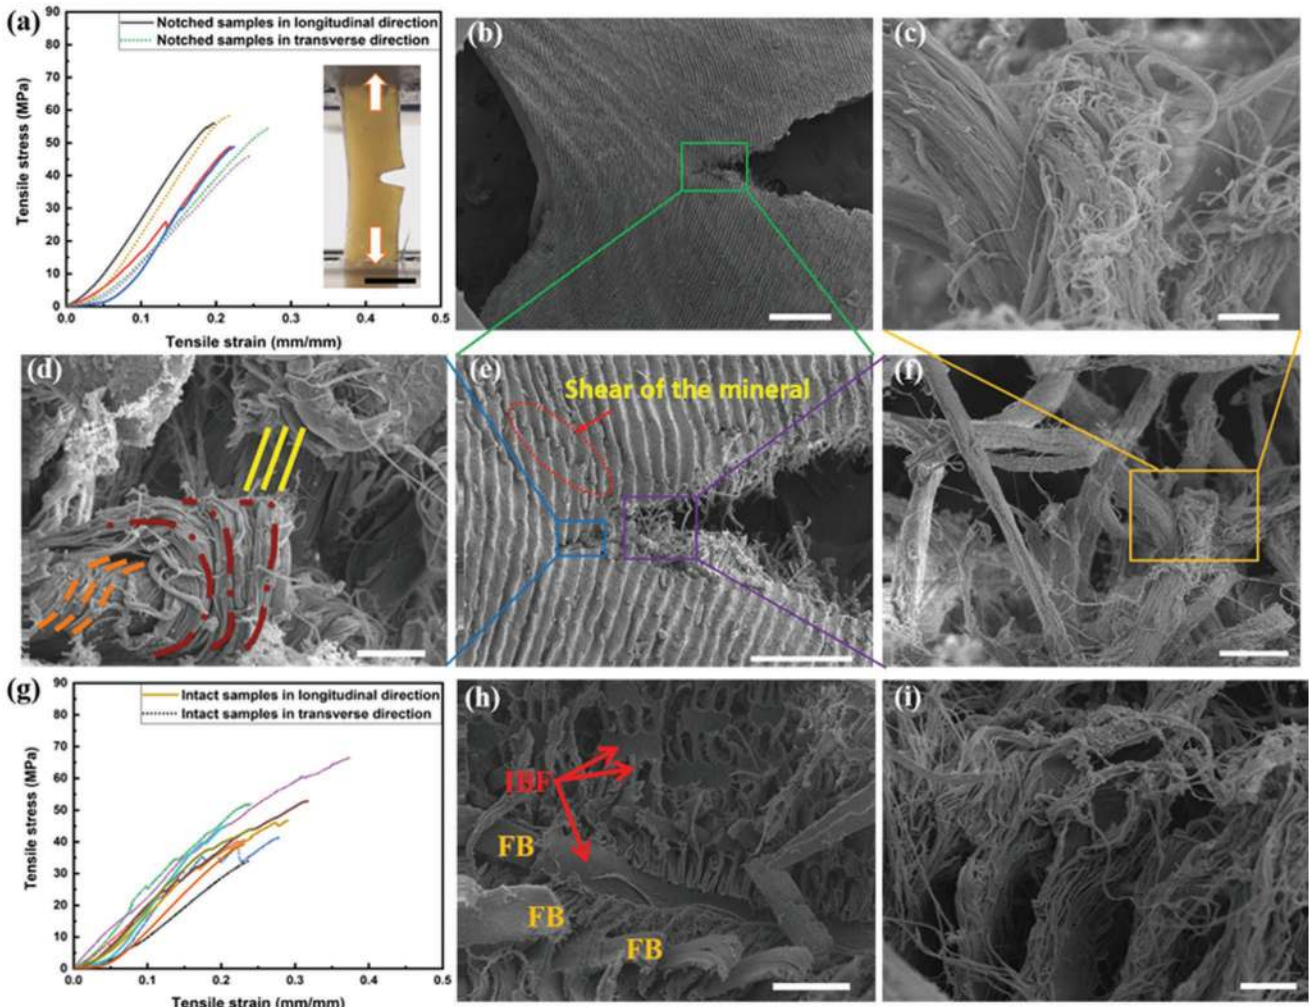 (a)
90
80
70
60
50
40
30
20
10
0
Tensile stress (MPa)
Notched samples in longitudinal direction
Notched samples in transverse direction
0.0 0.1 0.2 0.3 0.4 0.5
Tensile strain (mm/mm)
(b)
(c)
(d)
(e)
Shear of the mineral
(f)
(g)
90
80
70
60
50
40
30
20
10
0
Tensile stress (MPa)
Intact samples in longitudinal direction
Intact samples in transverse direction
0.0 0.1 0.2 0.3 0.4 0.5
Tensile strain (mm/mm)
(h)
IBF
FB
FB
FB
(i)